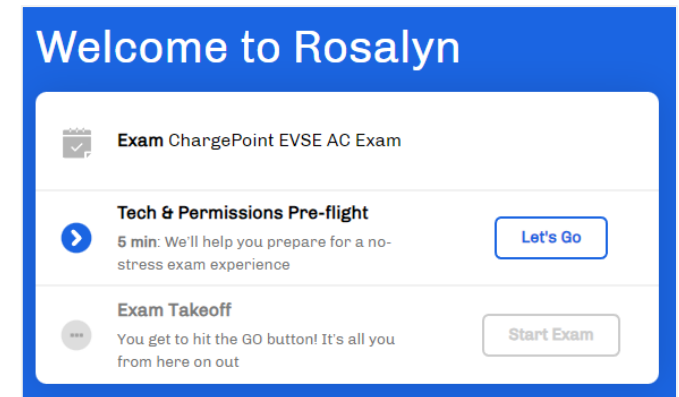 Welcome to Rosalyn
Exam ChargePoint EVSE AC Exam
Tech & Permissions Pre-flight
5 min: We'll help you prepare for a no-
stress exam experience
Let's Go
Exam Takeoff
You get to hit the GO button! It's all you
from here on out
Start Exam